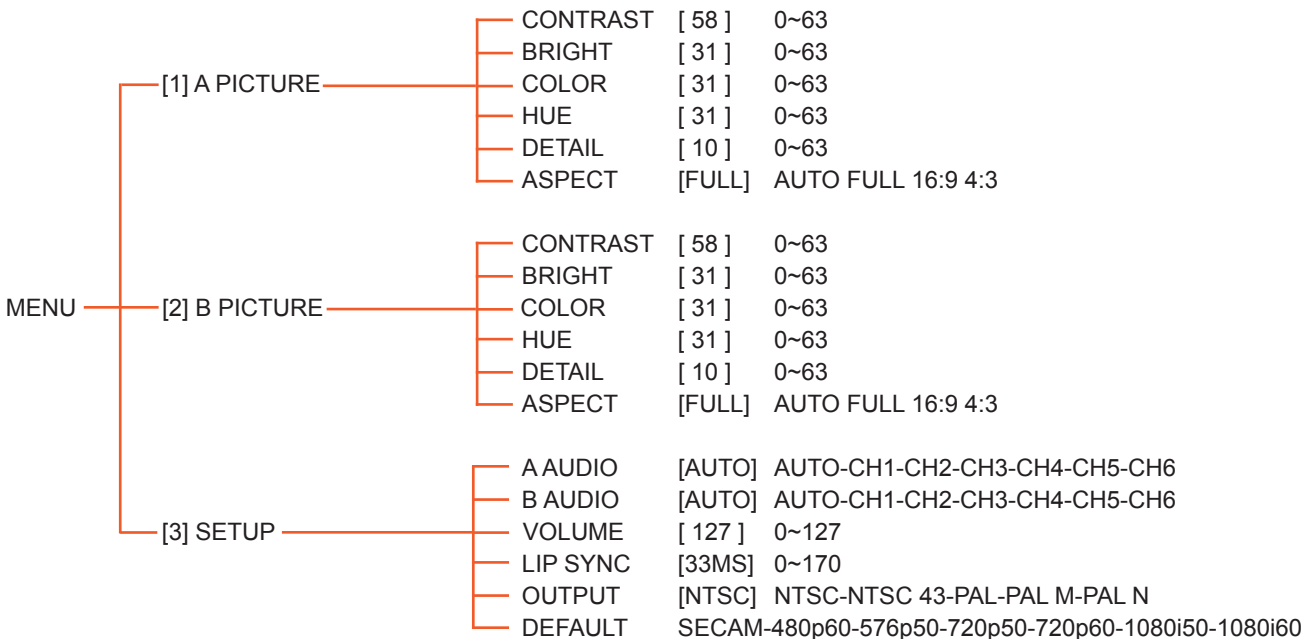 CONTRAST [ 58 ] 0~63
BRIGHT [ 31 ] 0~63
[1] A PICTURE COLOR [ 31 ] 0~63
HUE [ 31 ] 0~63
DETAIL [ 10 ] 0~63
ASPECT [FULL] AUTO FULL 16:9 4:3
CONTRAST [ 58 ] 0~63
BRIGHT [ 31 ] 0~63
MENU [2] B PICTURE COLOR [ 31 ] 0~63
HUE [ 31 ] 0~63
DETAIL [ 10 ] 0~63
ASPECT [FULL] AUTO FULL 16:9 4:3
A AUDIO [AUTO] AUTO-CH1-CH2-CH3-CH4-CH5-CH6
B AUDIO [AUTO] AUTO-CH1-CH2-CH3-CH4-CH5-CH6
[3] SETUP VOLUME [ 127 ] 0~127
LIP SYNC [33MS] 0~170
OUTPUT [NTSC] NTSC-NTSC 43-PAL-PAL M-PAL N
DEFAULT SECAM-480p60-576p50-720p50-720p60-1080i50-1080i60